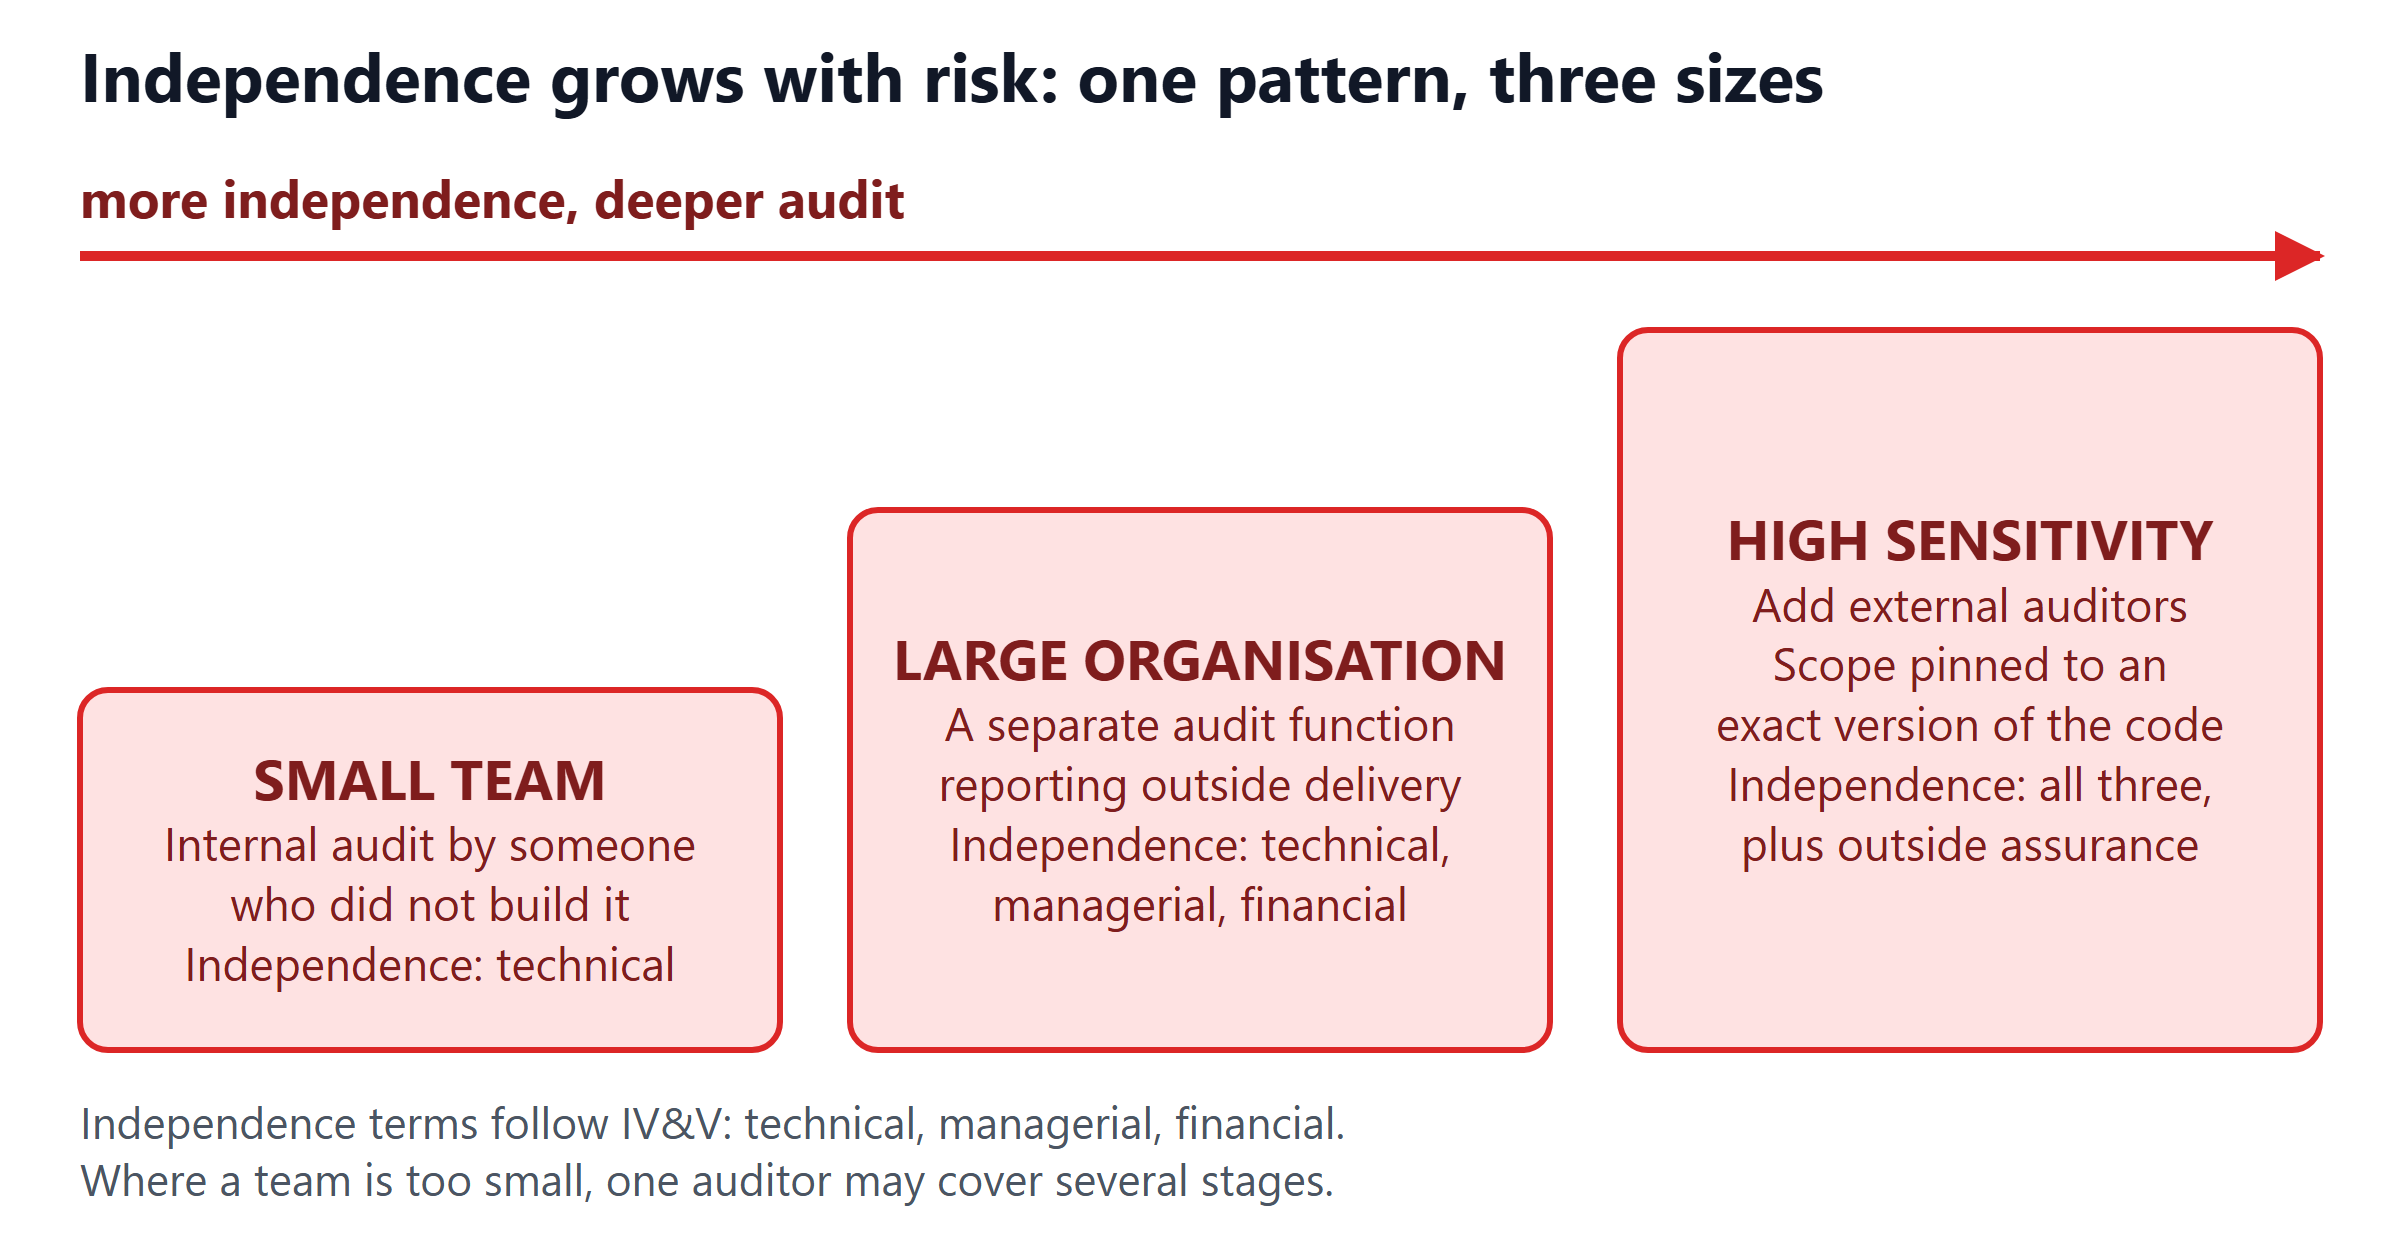 Independence grows with risk: one pattern, three sizes
more independence, deeper audit
SMALL TEAM
Internal audit by someone
who did not build it
Independence: technical
LARGE ORGANISATION
A separate audit function
reporting outside delivery
Independence: technical,
managerial, financial
HIGH SENSITIVITY
Add external auditors
Scope pinned to an
exact version of the code
Independence: all three,
plus outside assurance
Independence terms follow IV&V: technical, managerial, financial.
Where a team is too small, one auditor may cover several stages.